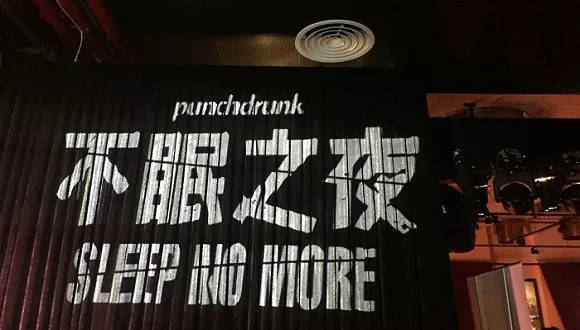 punchdrunk
不眠之夜
SLEEP NO MORE